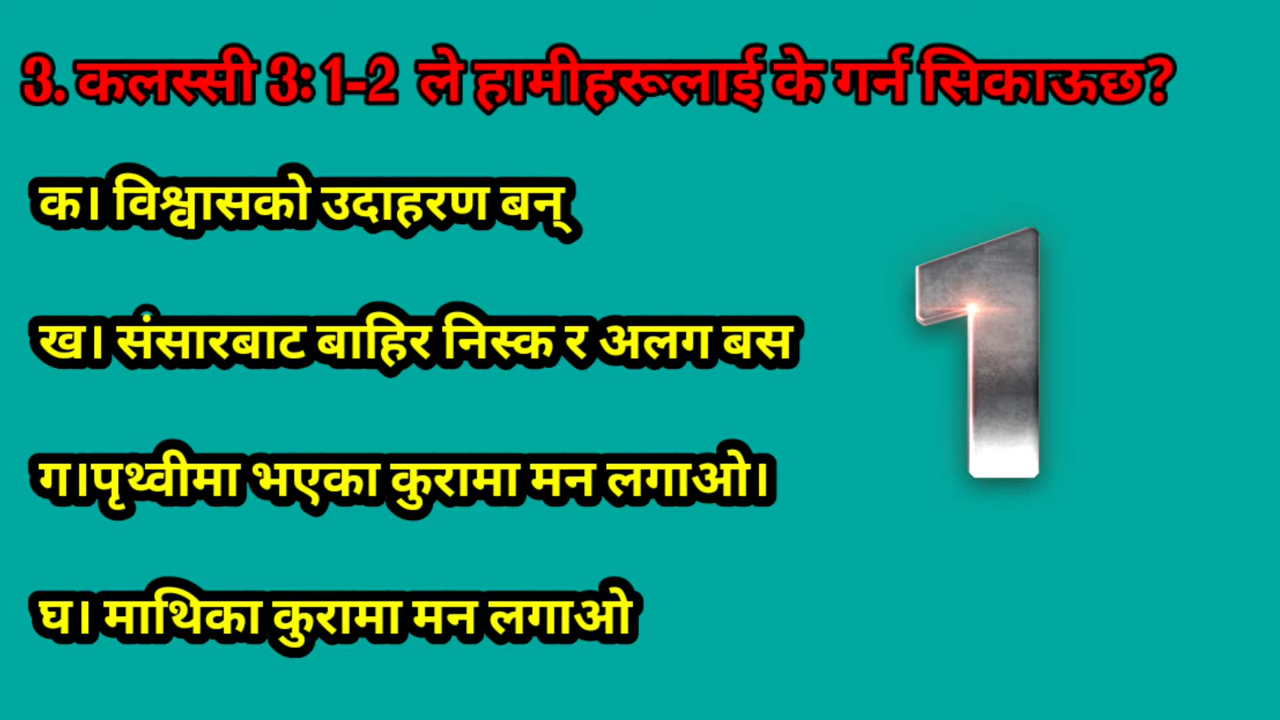 3. कलस्सी 3:1-2 ले हामीहरूलाई के गर्न सिकाऊछ?
क। विश्वासको उदाहरण बन्
ख। संसारबाट बाहिर निस्क र अलग बस
1
ग।पृथ्वीमा भएका कुरामा मन लगाओ।
घ। माथिका कुरामा मन लगाओ